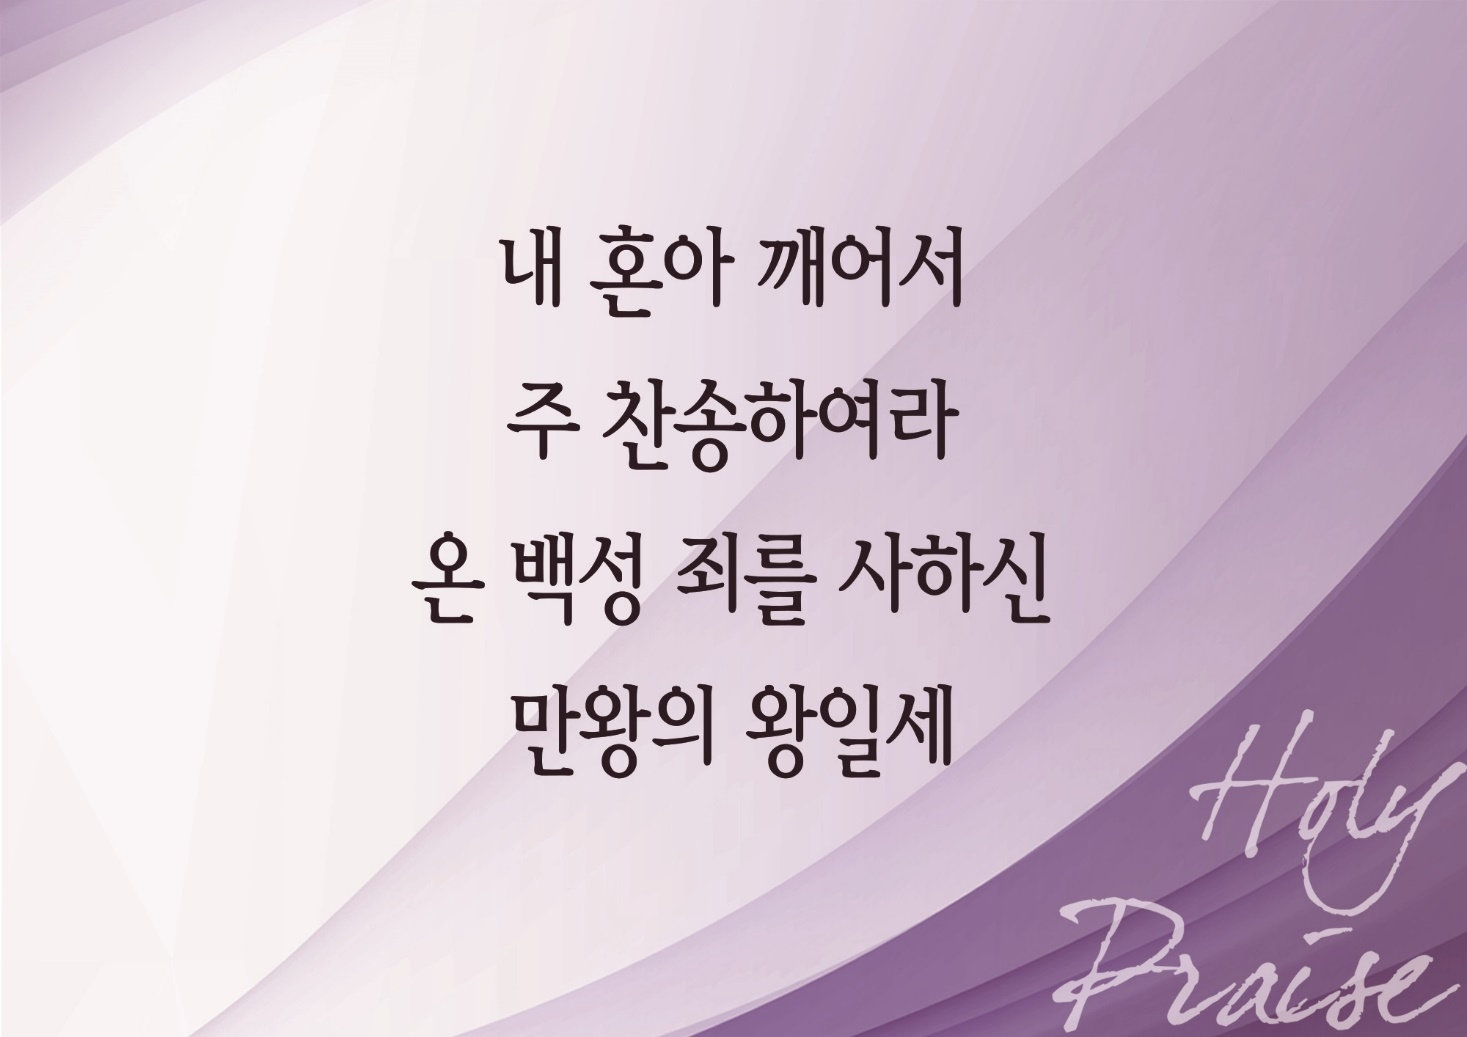 내 혼아 깨어서
주 찬송하여라
온 백성 죄를 사하신
만왕의 왕일세
Holy
Praise